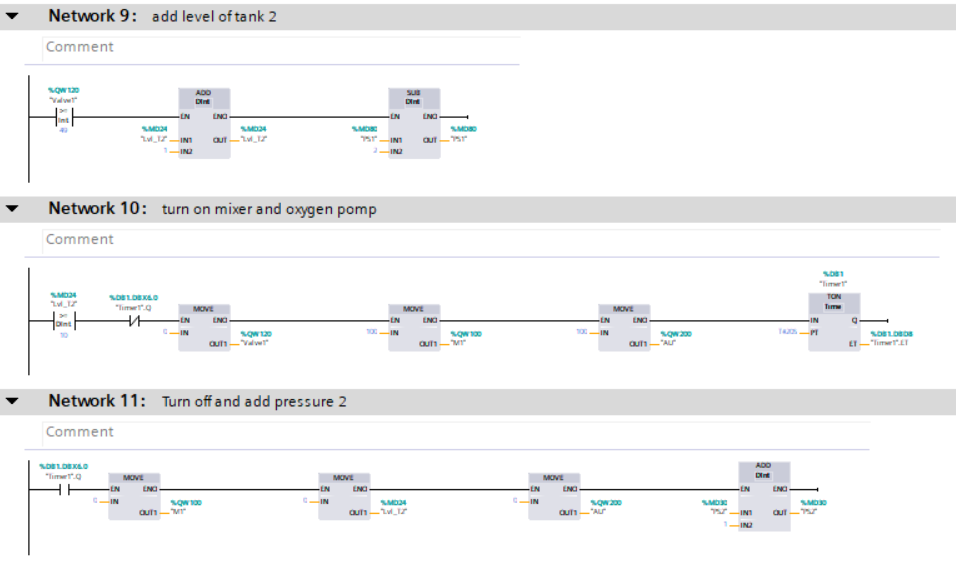 Network 9: add level of tank 2
Comment
%QW120
"Valve1"
>=
Int
40
ADD
DInt
EN ENO
%MD24
"Lvl_T2"
IN1 OUT
%MD24
"Lvl_T2"
1
IN2
SUB
DInt
EN ENO
%MD80
"PS1"
IN1 OUT
%MD80
"PS1"
2
IN2
Network 10: turn on mixer and oxygen pomp
Comment
%MD24
"Lvl_T2"
>=
DInt
10
%DB1.DBX6.0
"Timer1".Q
MOVE
EN ENO
0
IN
%QW120
OUT1
"Valve1"
MOVE
EN ENO
100
IN
%QW100
OUT1
"M1"
MOVE
EN ENO
100
IN
%QW200
OUT1
"AU"
%DB1
"Timer1"
TON
Time
IN Q
PT
%DB1.DBD8
ET
"Timer1".ET
Network 11: Turn off and add pressure 2
Comment
%DB1.DBX6.0
"Timer1".Q
MOVE
EN ENO
0
IN
%QW100
OUT1
"M1"
MOVE
EN ENO
0
IN
%MD24
OUT1
"Lvl_T2"
MOVE
EN ENO
0
IN
%QW200
OUT1
"AU"
ADD
DInt
EN ENO
%MD30
"PS2"
IN1 OUT
%MD30
"PS2"
1
IN2